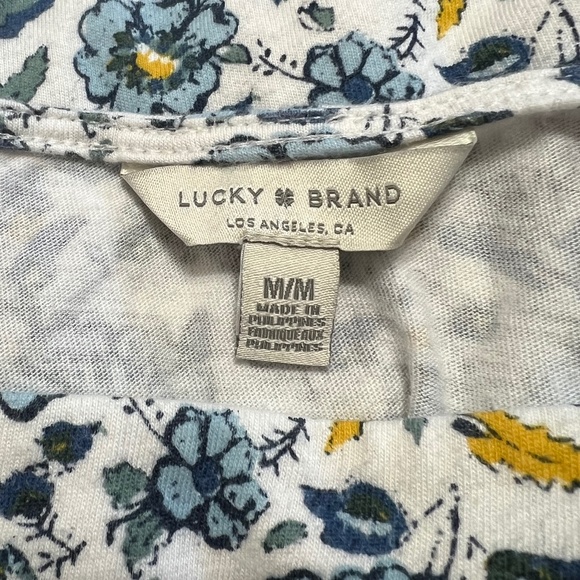 LUCKY BRAND
LOS ANGELES, CA
M/M
MADE IN
PHILIPPINES
FABRIQUE AUX
PHILIPPINES